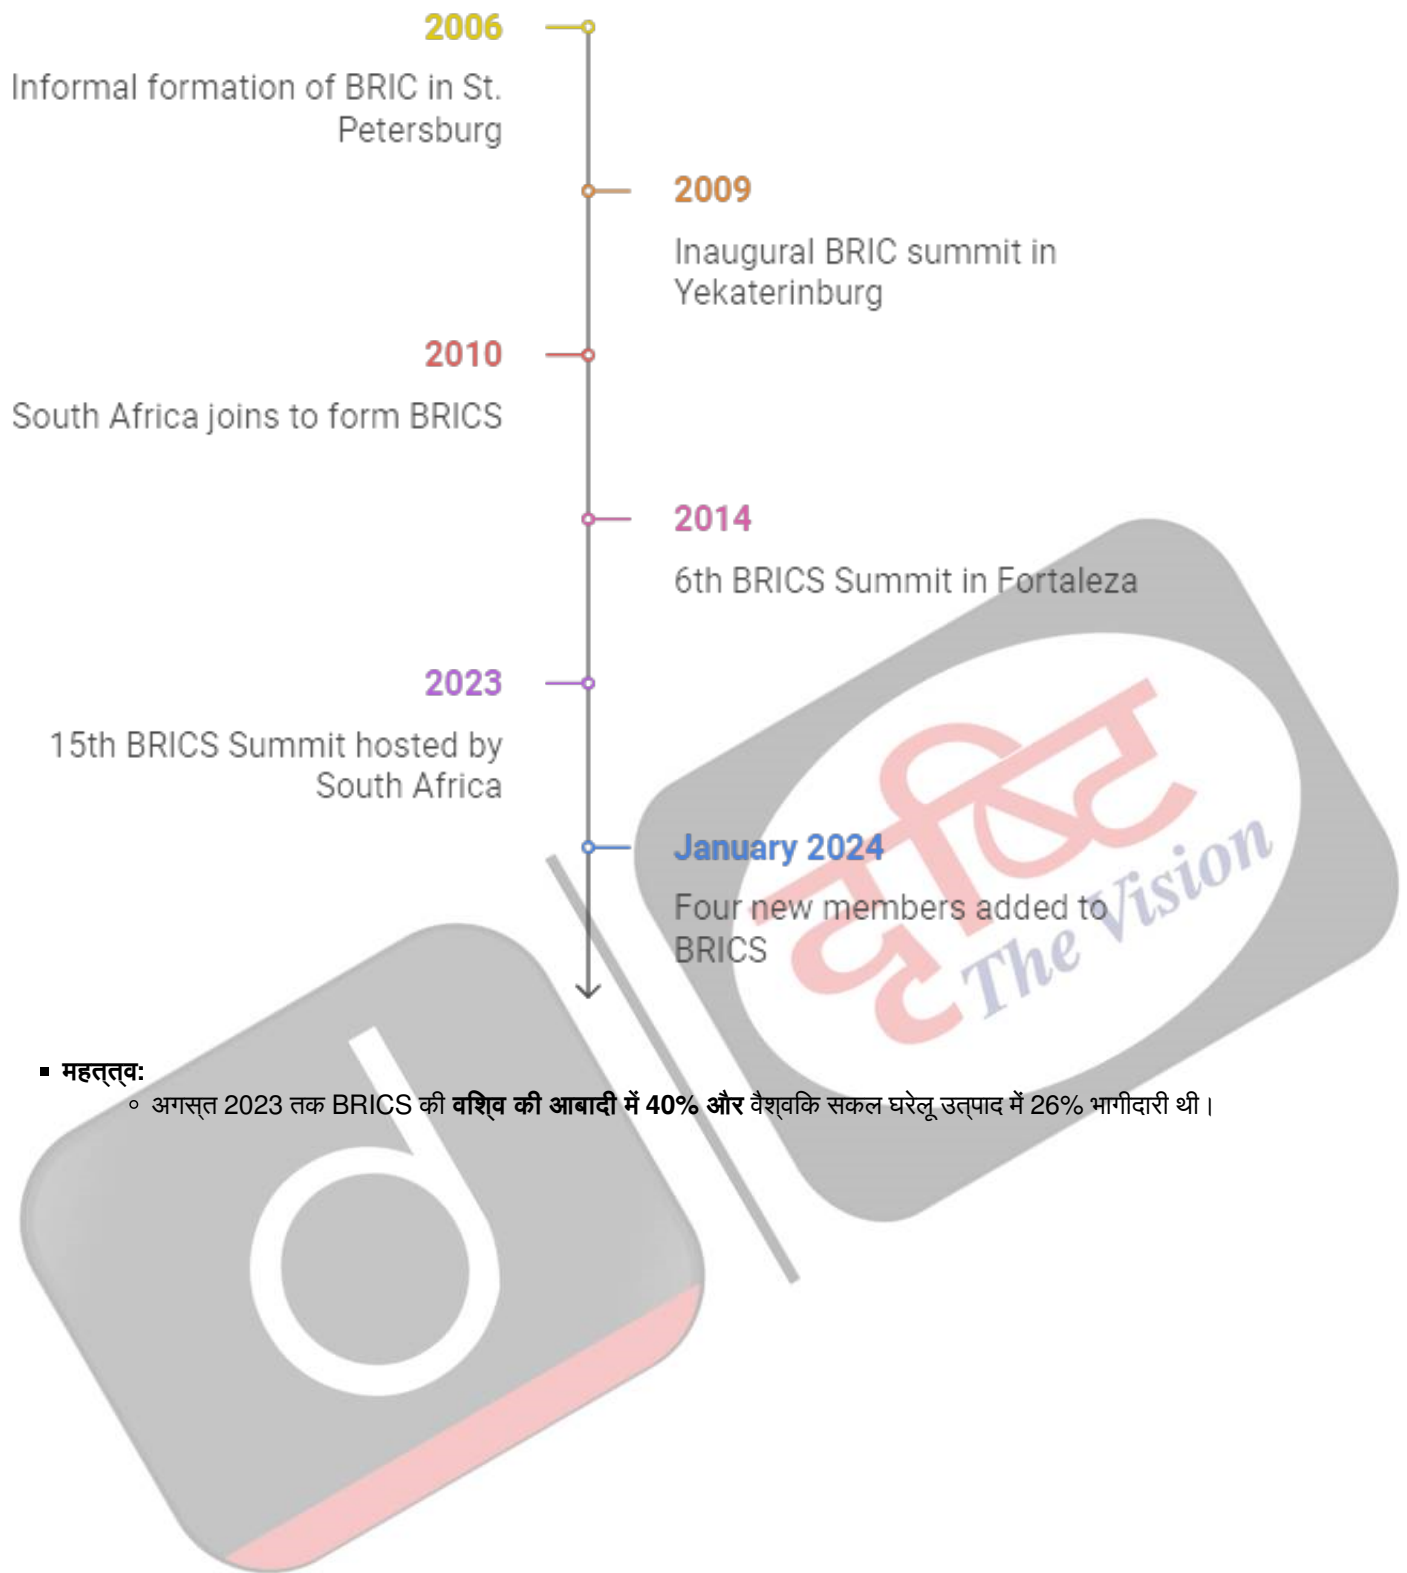 2006
Informal formation of BRIC in St.
Petersburg
2009
Inaugural BRIC summit in
Yekaterinburg
2010
South Africa joins to form BRICS
2014
6th BRICS Summit in Fortaleza
2023
15th BRICS Summit hosted by
South Africa
January 2024
Four new members added to
BRICS
दृष्टि
The Vision
d
▪ महत्त्व:
◦ अगस्त 2023 तक BRICS की विश्व की आबादी में 40% और वैश्विक सकल घरेलू उत्पाद में 26% भागीदारी थी।